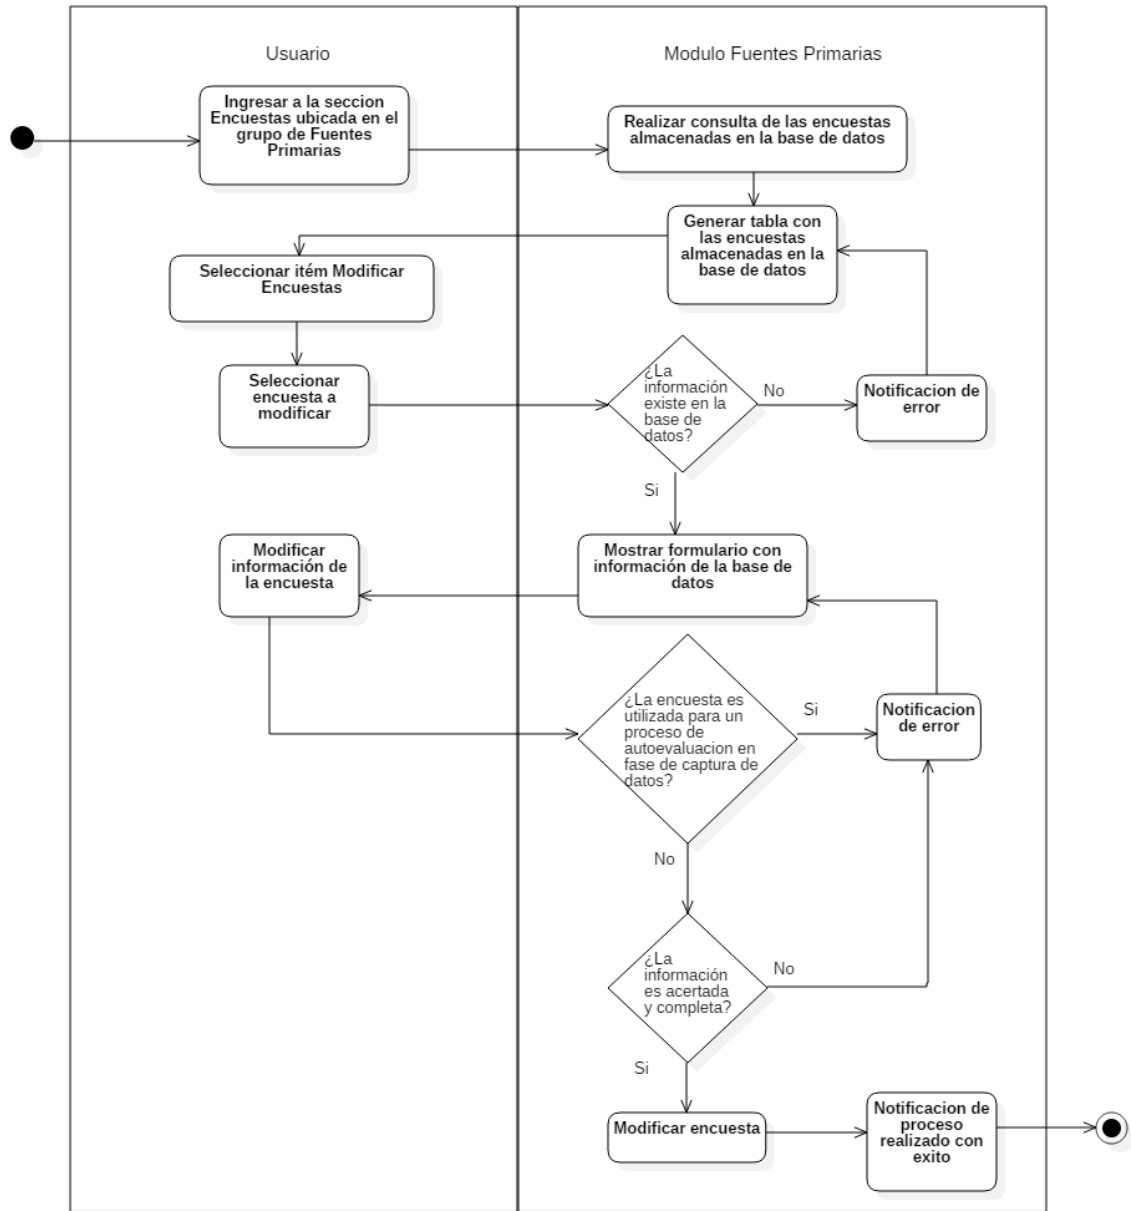 Usuario
Modulo Fuentes Primarias
Ingresar a la seccion
Encuestas ubicada en el
grupo de Fuentes
Primarias
Realizar consulta de las encuestas
almacenadas en la base de datos
Generar tabla con
las encuestas
almacenadas en la
base de datos
Seleccionar itém Modificar
Encuestas
Seleccionar
encuesta a
modificar
¿La
información
existe en la
base de
datos?
No
Notificacion de
error
Si
Modificar
información de
la encuesta
Mostrar formulario con
información de la base de
datos
¿La encuesta es
utilizada para un
proceso de
autoevaluacion en
fase de captura de
datos?
Si
Notificacion
de error
No
¿La
información
es acertada
y completa?
No
Si
Modificar encuesta
Notificacion de
proceso
realizado con
exito